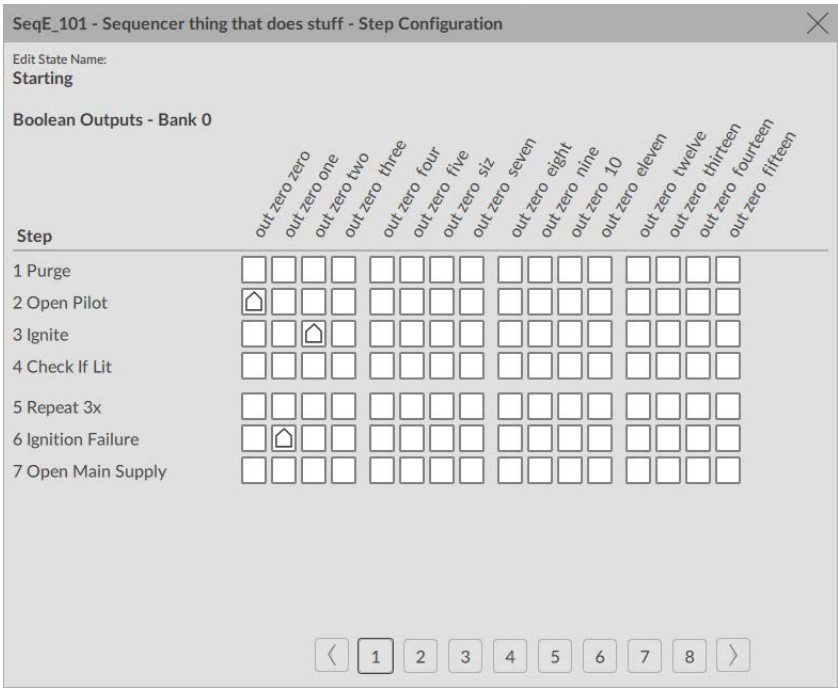 SeqE_101 - Sequencer thing that does stuff - Step Configuration
Edit State Name:
Starting
Boolean Outputs - Bank 0
out zero zero
out zero one
out zero two
out zero three
out zero four
out zero five
out zero siz
out zero seven
out zero eight
out zero nine
out zero 10
out zero eleven
out zero twelve
out zero thirteen
out zero fourteen
out zero fifteen
Step
1 Purge
2 Open Pilot
3 Ignite
4 Check If Lit
5 Repeat 3x
6 Ignition Failure
7 Open Main Supply
1 2 3 4 5 6 7 8